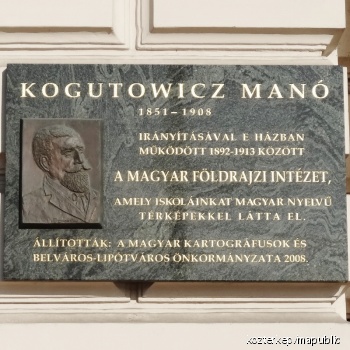 KOGUTOWICZ MANÓ
1851–1908
IRÁNYÍTÁSÁVAL E HÁZBAN
MŰKÖDÖTT 1892-1913 KÖZÖTT
A MAGYAR FÖLDRAJZI INTÉZET,
AMELY ISKOLÁINKAT MAGYAR NYELVŰ
TÉRKÉPEKKEL LÁTTA EL.
ÁLLÍTOTTÁK: A MAGYAR KARTOGRÁFUSOK ÉS
BELVÁROS-LIPÓTVÁROS ÖNKORMÁNYZATA 2008.
kozterkep/mapublic